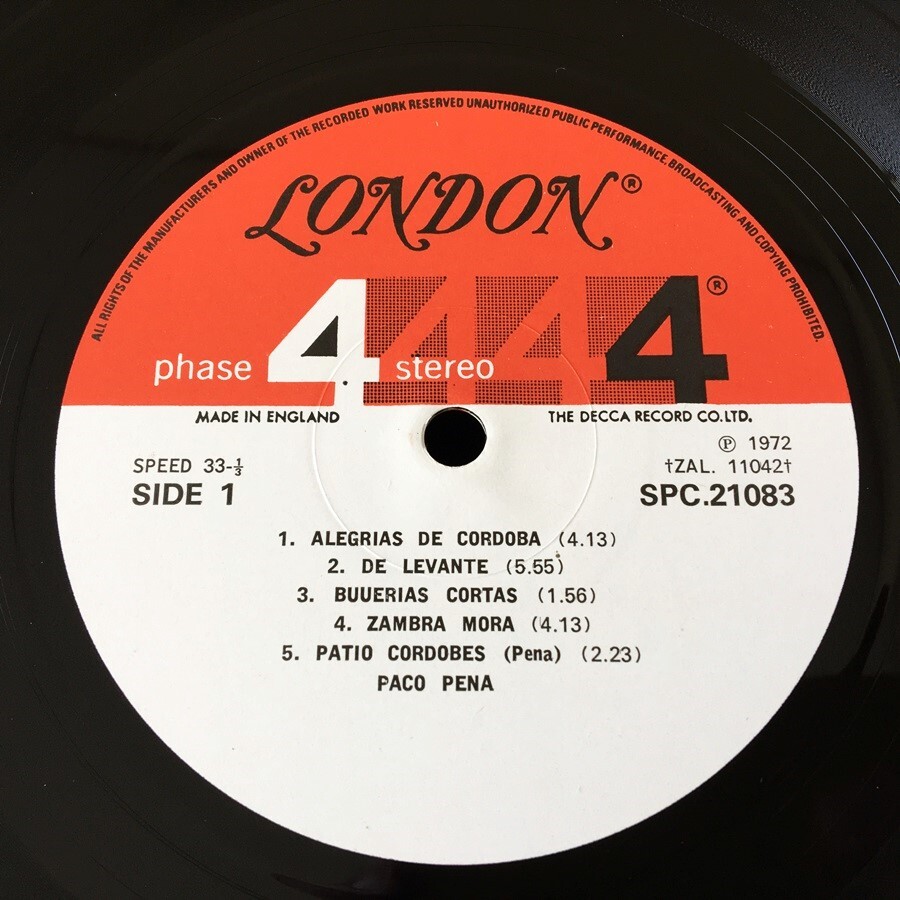 ALL RIGHTS OF THE MANUFACTURERS AND OWNER OF THE RECORDED WORK RESERVED UNAUTHORIZED PUBLIC PERFORMANCE, BROADCASTING AND COPYING PROHIBITED.
LONDON®
phase 4 stereo 4 4 4®
MADE IN ENGLAND THE DECCA RECORD CO.LTD.
SPEED 33-⅓ ℗ 1972
†ZAL. 11042†
SIDE 1 SPC.21083
1. ALEGRIAS DE CORDOBA (4.13)
2. DE LEVANTE (5.55)
3. BUUERIAS CORTAS (1.56)
4. ZAMBRA MORA (4.13)
5. PATIO CORDOBES (Pena) (2.23)
PACO PENA